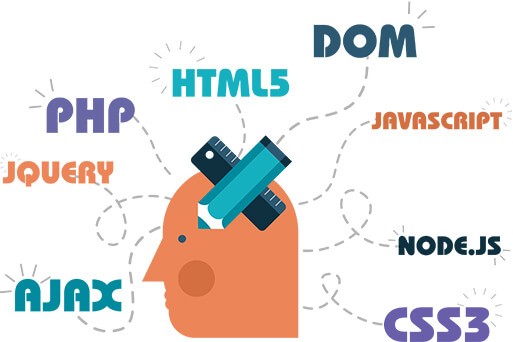 DOM
HTML5
PHP
JAVASCRIPT
JQUERY
NODE.JS
AJAX
CSS3